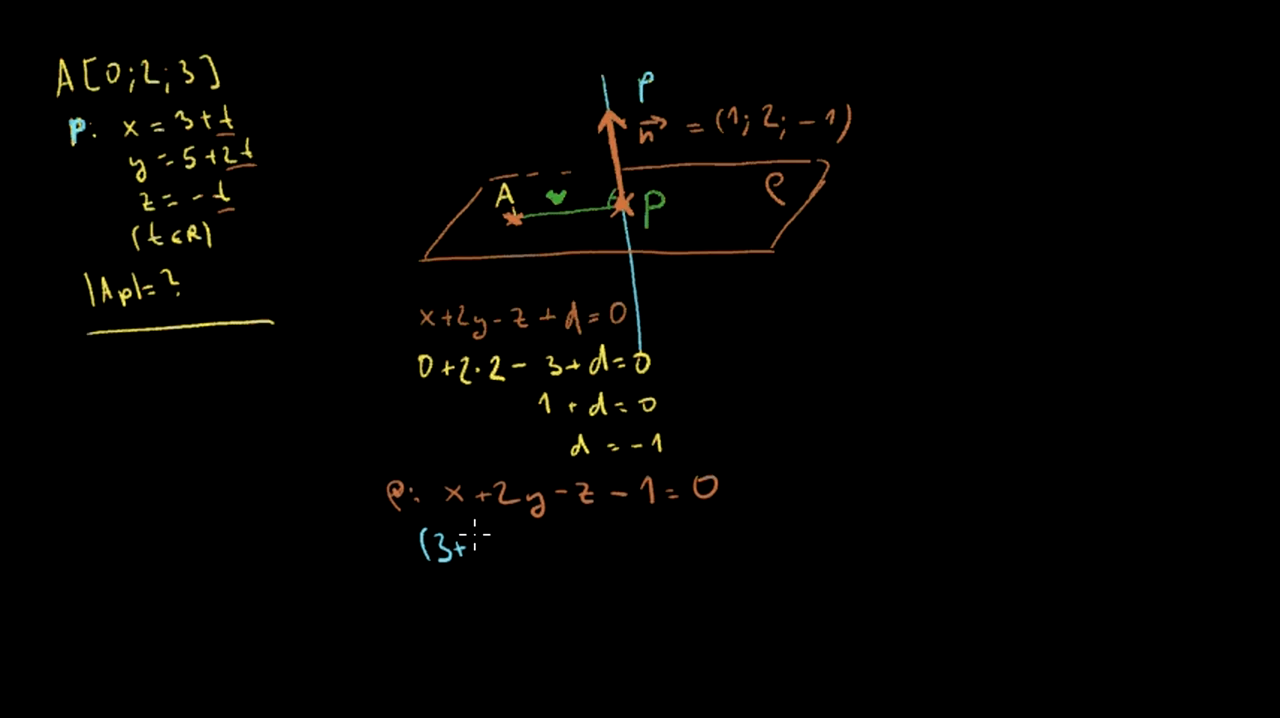 A[0;2;3]
p: x = 3+t
y = 5+2t
z = -t
(t∈R)
|Ap|=?
p
n = (1; 2; -1)
A
P
ρ
x+2y-z+d=0
0+2·2-3+d=0
1+d=0
d=-1
ρ: x+2y-z-1=0
(3+